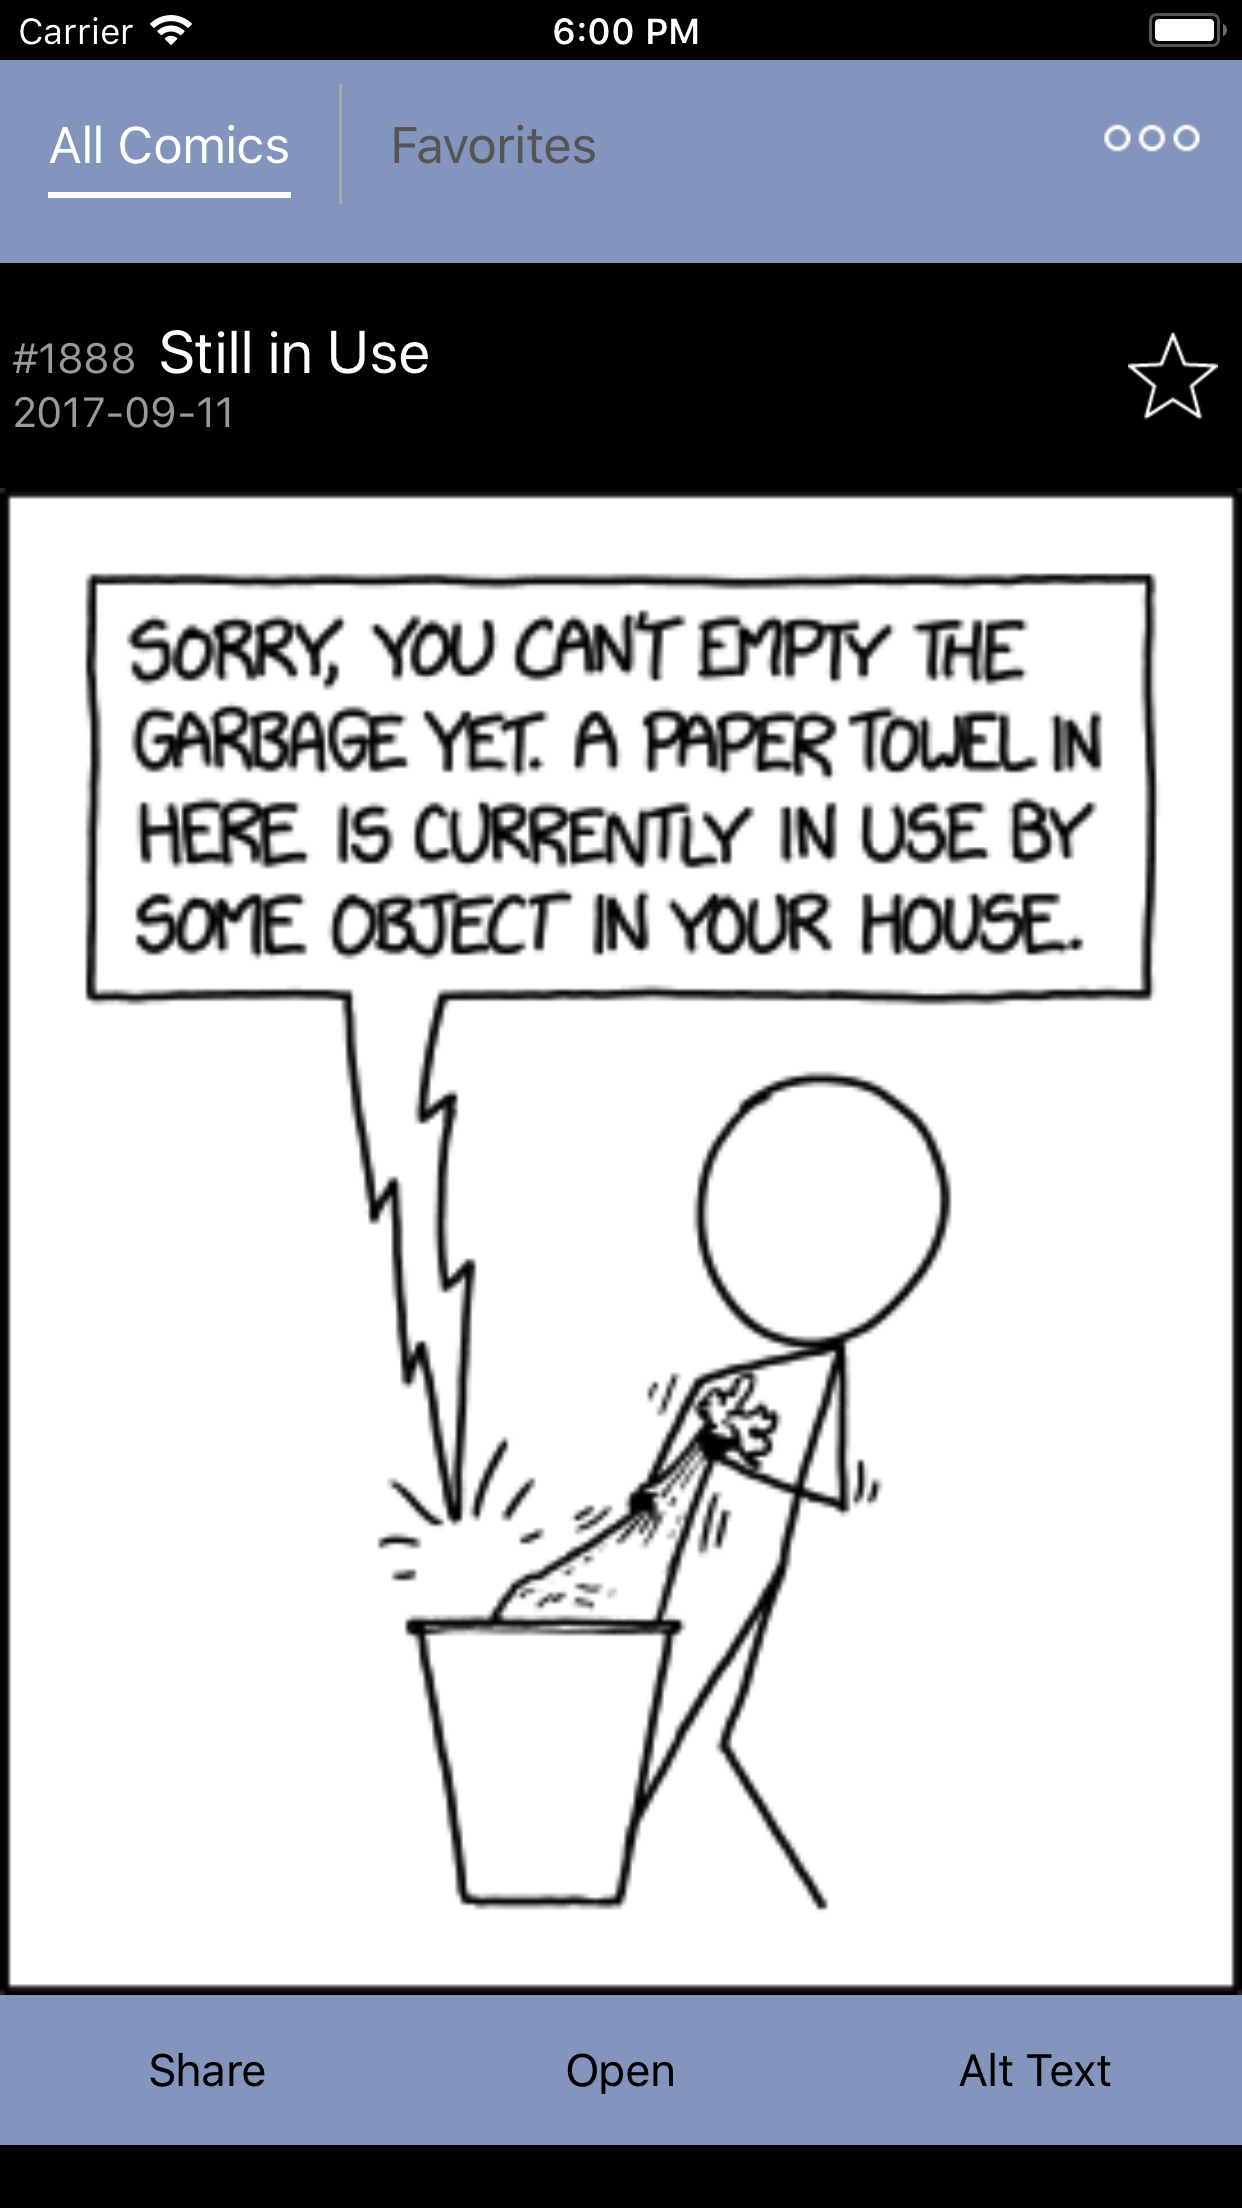 Carrier 6:00 PM
All Comics Favorites
#1888 Still in Use
2017-09-11
SORRY, YOU CAN'T EMPTY THE
GARBAGE YET. A PAPER TOWEL IN
HERE IS CURRENTLY IN USE BY
SOME OBJECT IN YOUR HOUSE.
Share Open Alt Text